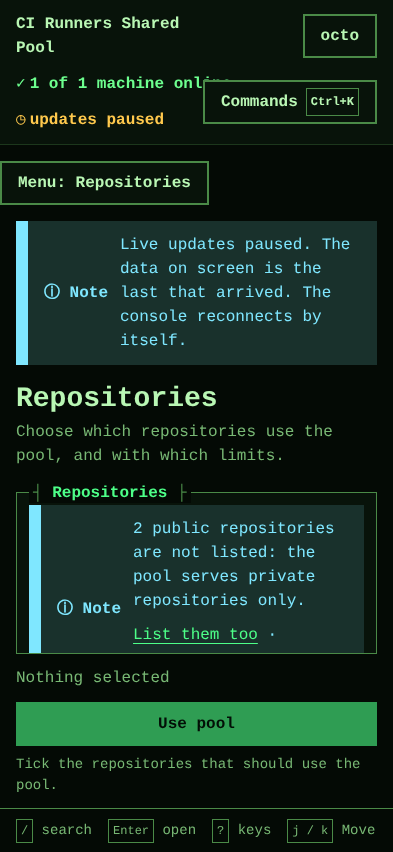 CI Runners Shared
Pool
octo
✓ 1 of 1 machine online
Commands Ctrl+K
◷ updates paused
Menu: Repositories
ⓘ Note
Live updates paused. The
data on screen is the
last that arrived. The
console reconnects by
itself.
Repositories
Choose which repositories use the
pool, and with which limits.
Repositories
ⓘ Note
2 public repositories
are not listed: the
pool serves private
repositories only.
List them too ·
Nothing selected
Use pool
Tick the repositories that should use the
pool.
/ search Enter open ? keys j / k Move